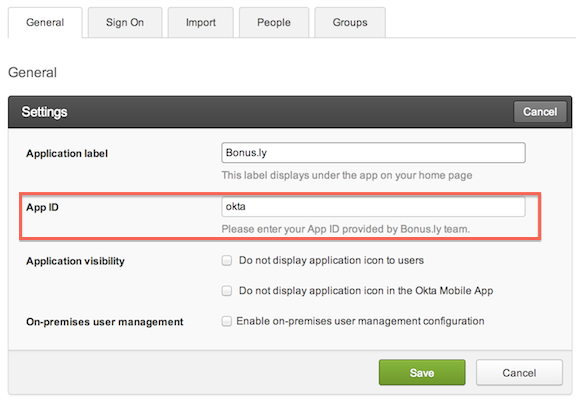 General Sign On Import People Groups
General
Settings Cancel
Application label Bonus.ly
This label displays under the app on your home page
App ID okta
Please enter your App ID provided by Bonus.ly team.
Application visibility Do not display application icon to users
Do not display application icon in the Okta Mobile App
On-premises user management Enable on-premises user management configuration
Save Cancel